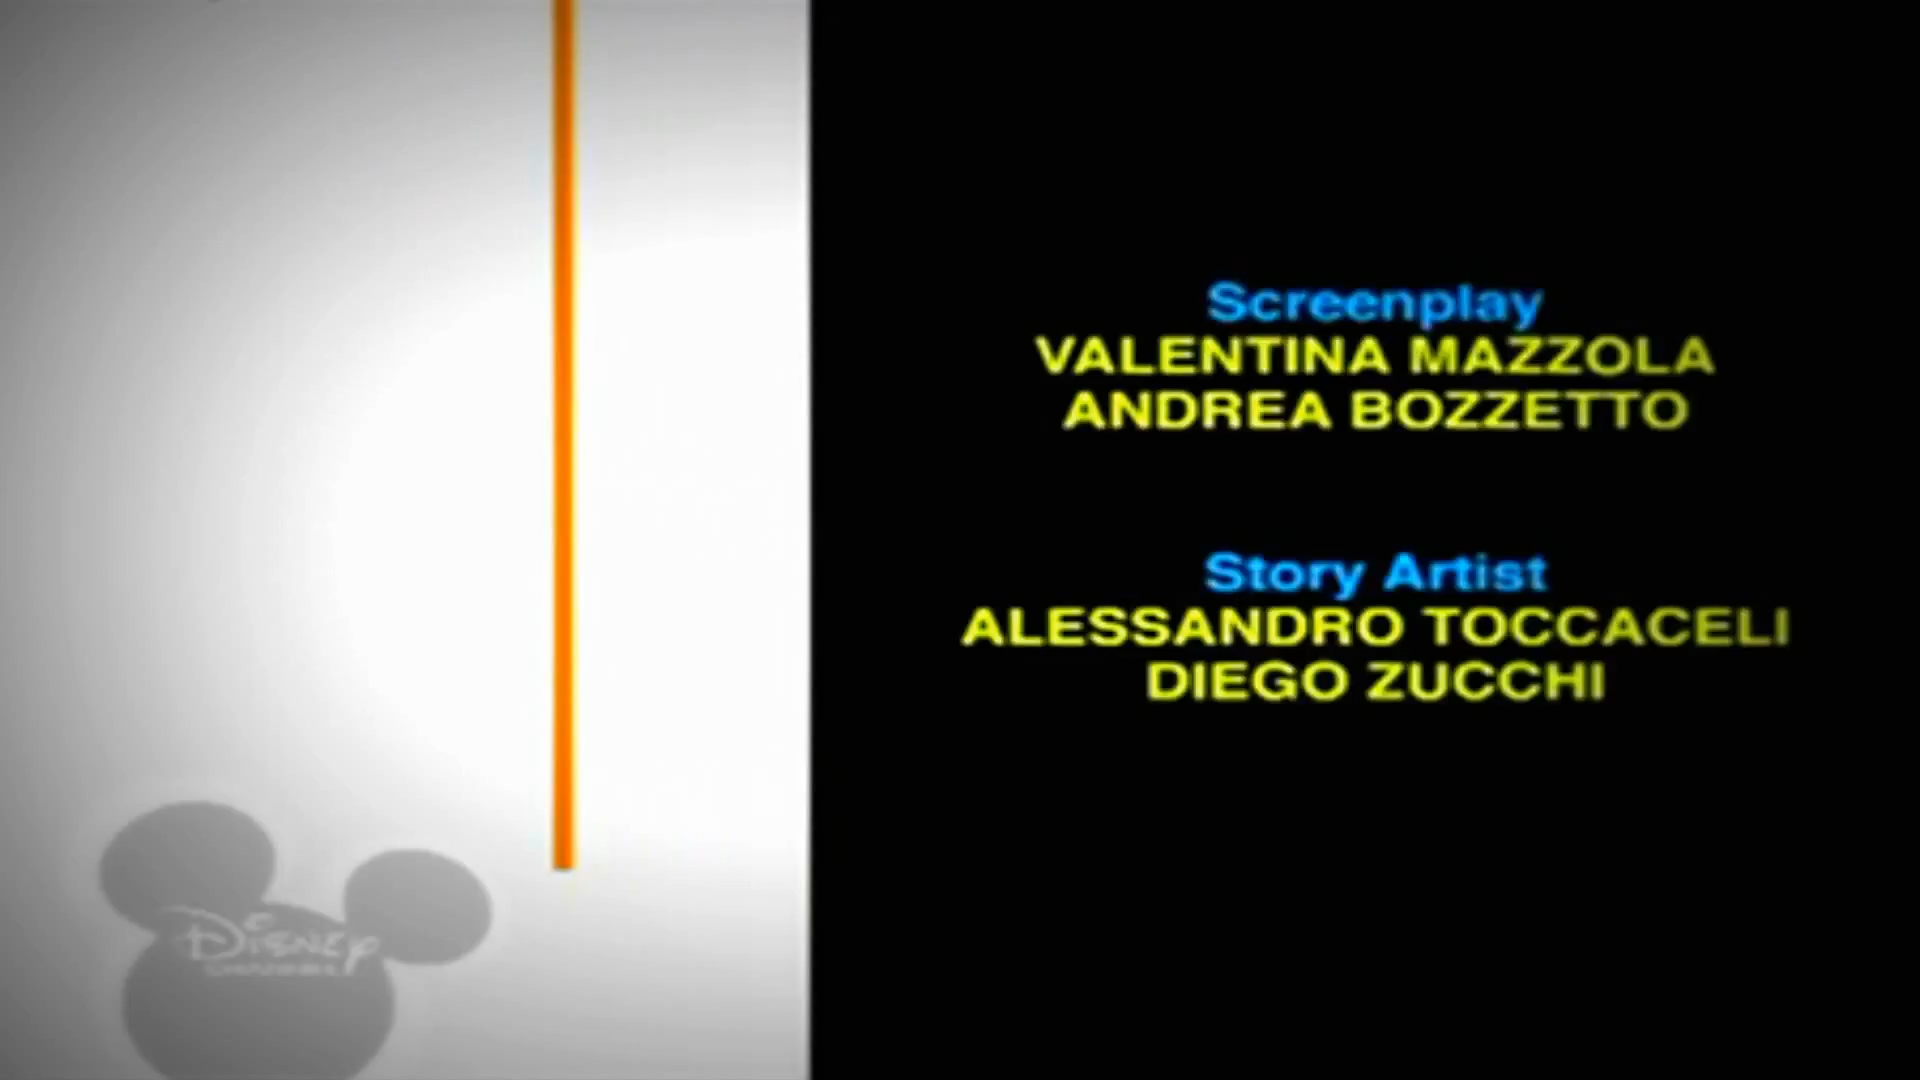 Screenplay
VALENTINA MAZZOLA
ANDREA BOZZETTO
Story Artist
ALESSANDRO TOCCACELI
DIEGO ZUCCHI
Disney